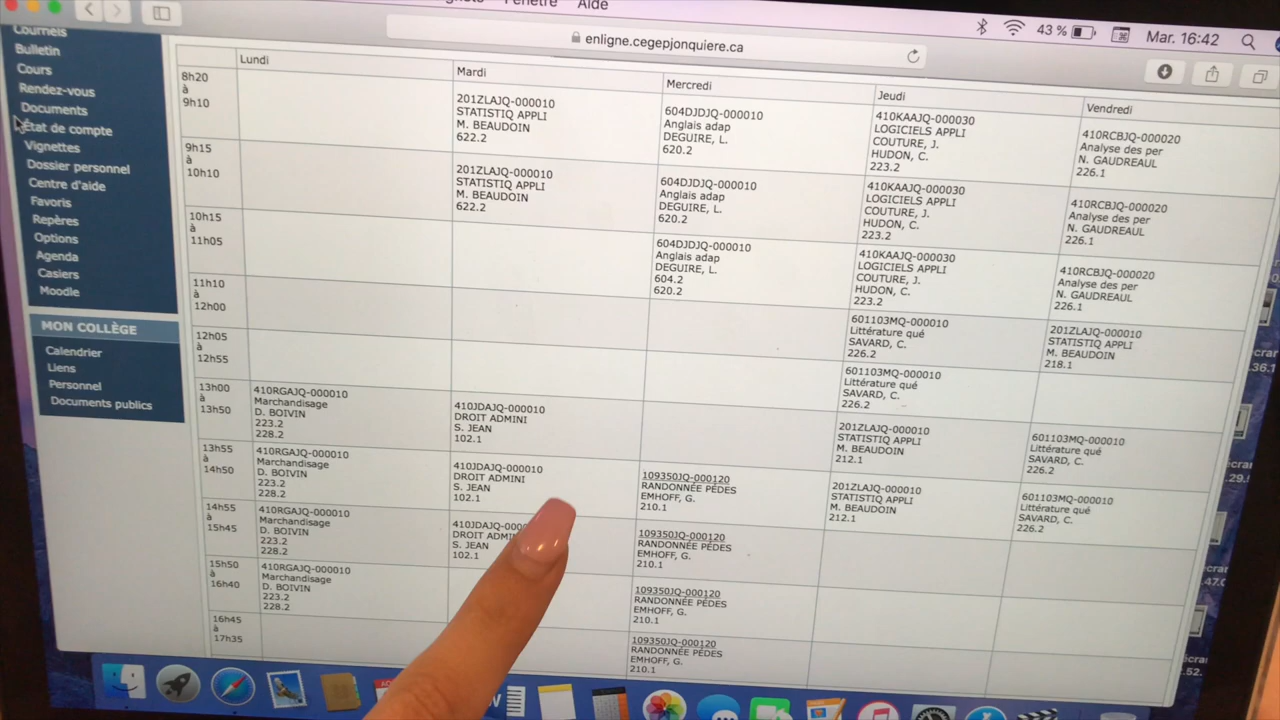 Fenêtre Aide
43 % Mar. 16:42
enligne.cegepjonquiere.ca
Courriels
Bulletin
Cours
Rendez-vous
Documents
État de compte
Vignettes
Dossier personnel
Centre d'aide
Favoris
Repères
Options
Agenda
Casiers
Moodle
MON COLLÈGE
Calendrier
Liens
Personnel
Documents publics
Lundi Mardi Mercredi Jeudi Vendredi
8h20
à
9h10
201ZLAJQ-000010
STATISTIQ APPLI
M. BEAUDOIN
622.2
604DJDJQ-000010
Anglais adap
DEGUIRE, L.
620.2
410KAAJQ-000030
LOGICIELS APPLI
COUTURE, J.
HUDON, C.
223.2
410RCBJQ-000020
Analyse des per
N. GAUDREAUL
226.1
9h15
à
10h10
201ZLAJQ-000010
STATISTIQ APPLI
M. BEAUDOIN
622.2
604DJDJQ-000010
Anglais adap
DEGUIRE, L.
620.2
410KAAJQ-000030
LOGICIELS APPLI
COUTURE, J.
HUDON, C.
223.2
410RCBJQ-000020
Analyse des per
N. GAUDREAUL
226.1
10h15
à
11h05
604DJDJQ-000010
Anglais adap
DEGUIRE, L.
604.2
620.2
410KAAJQ-000030
LOGICIELS APPLI
COUTURE, J.
HUDON, C.
223.2
410RCBJQ-000020
Analyse des per
N. GAUDREAUL
226.1
11h10
à
12h00
601103MQ-000010
Littérature qué
SAVARD, C.
226.2
201ZLAJQ-000010
STATISTIQ APPLI
M. BEAUDOIN
218.1
12h05
à
12h55
601103MQ-000010
Littérature qué
SAVARD, C.
226.2
13h00
à
13h50
410RGAJQ-000010
Marchandisage
D. BOIVIN
223.2
228.2
410JDAJQ-000010
DROIT ADMINI
S. JEAN
102.1
201ZLAJQ-000010
STATISTIQ APPLI
M. BEAUDOIN
212.1
601103MQ-000010
Littérature qué
SAVARD, C.
226.2
13h55
à
14h50
410RGAJQ-000010
Marchandisage
D. BOIVIN
223.2
228.2
410JDAJQ-000010
DROIT ADMINI
S. JEAN
102.1
109350JQ-000120
RANDONNÉE PÉDES
EMHOFF, G.
210.1
201ZLAJQ-000010
STATISTIQ APPLI
M. BEAUDOIN
212.1
601103MQ-000010
Littérature qué
SAVARD, C.
226.2
14h55
à
15h45
410RGAJQ-000010
Marchandisage
D. BOIVIN
223.2
228.2
410JDAJQ-000
DROIT ADMI
S. JEAN
102.1
109350JQ-000120
RANDONNÉE PÉDES
EMHOFF, G.
210.1
15h50
à
16h40
410RGAJQ-000010
Marchandisage
D. BOIVIN
223.2
228.2
109350JQ-000120
RANDONNÉE PÉDES
EMHOFF, G.
210.1
16h45
à
17h35
109350JQ-000120
RANDONNÉE PÉDES
EMHOFF, G.
210.1